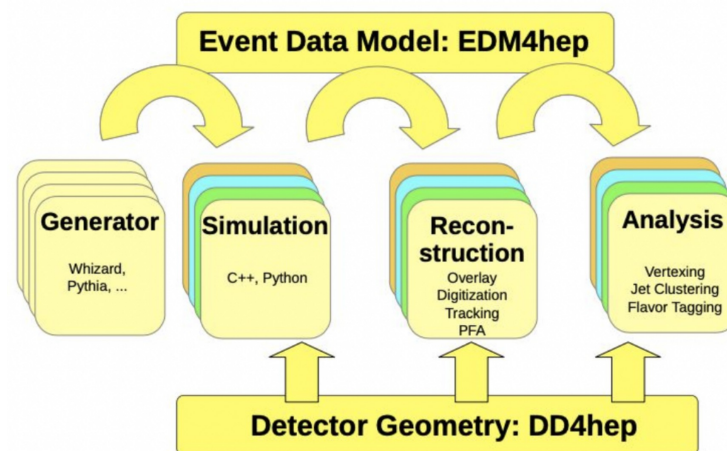 Event Data Model: EDM4hep
Generator
Whizard,
Pythia, ...
Simulation
C++, Python
Recon-
struction
Overlay
Digitization
Tracking
PFA
Analysis
Vertexing
Jet Clustering
Flavor Tagging
Detector Geometry: DD4hep